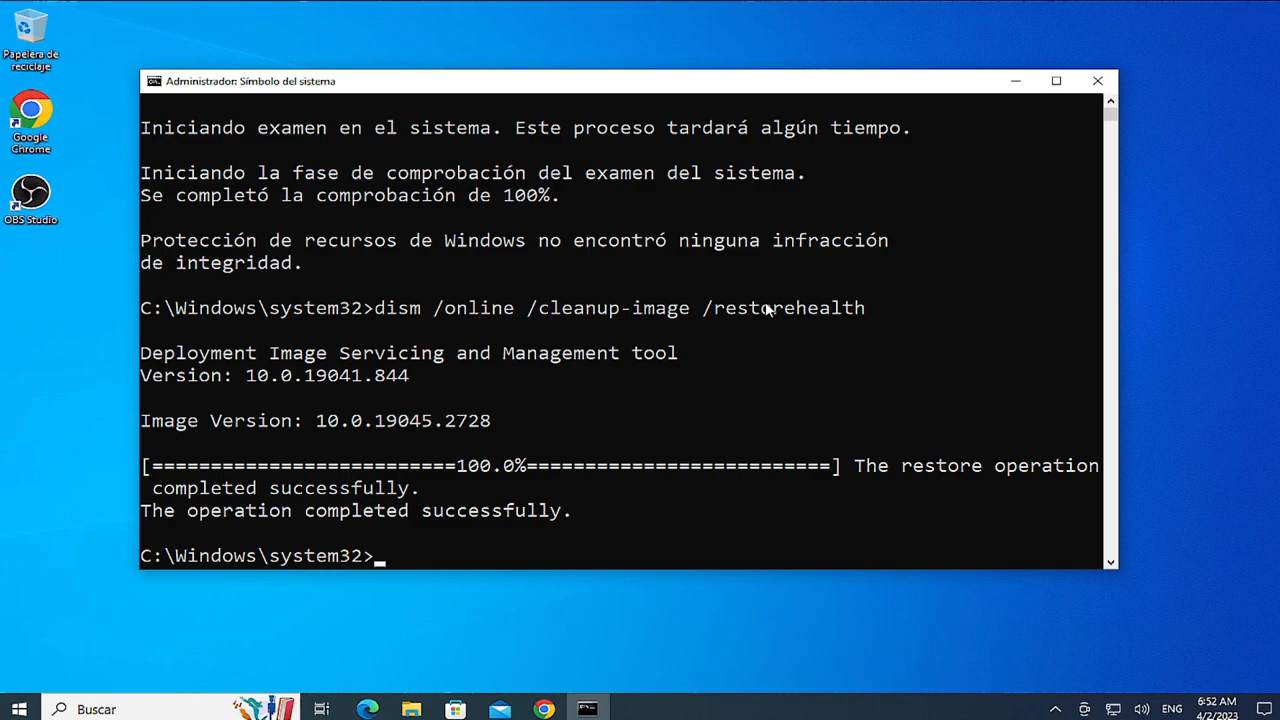 Papelera de
reciclaje
Google
Chrome
OBS Studio
Administrador: Símbolo del sistema
Iniciando examen en el sistema. Este proceso tardará algún tiempo.
Iniciando la fase de comprobación del examen del sistema.
Se completó la comprobación de 100%.
Protección de recursos de Windows no encontró ninguna infracción
de integridad.
C:\Windows\system32>dism /online /cleanup-image /restorehealth
Deployment Image Servicing and Management tool
Version: 10.0.19041.844
Image Version: 10.0.19045.2728
[==========================100.0%==========================] The restore operation
completed successfully.
The operation completed successfully.
C:\Windows\system32>
Buscar
ENG
6:52 AM
4/2/2023